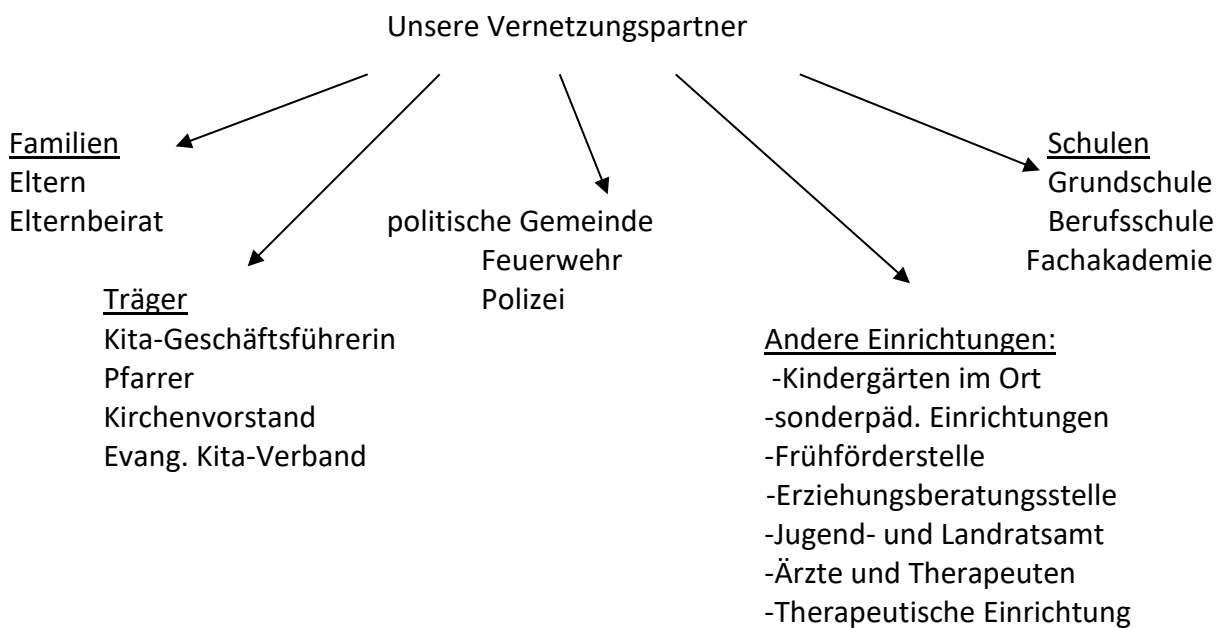 Unsere Vernetzungspartner
Familien
Eltern
Elternbeirat
Träger
Kita-Geschäftsführerin
Pfarrer
Kirchenvorstand
Evang. Kita-Verband
politische Gemeinde
Feuerwehr
Polizei
Andere Einrichtungen:
-Kindergärten im Ort
-sonderpäd. Einrichtungen
-Frühförderstelle
-Erziehungsberatungsstelle
-Jugend- und Landratsamt
-Ärzte und Therapeuten
-Therapeutische Einrichtung
Schulen
Grundschule
Berufsschule
Fachakademie